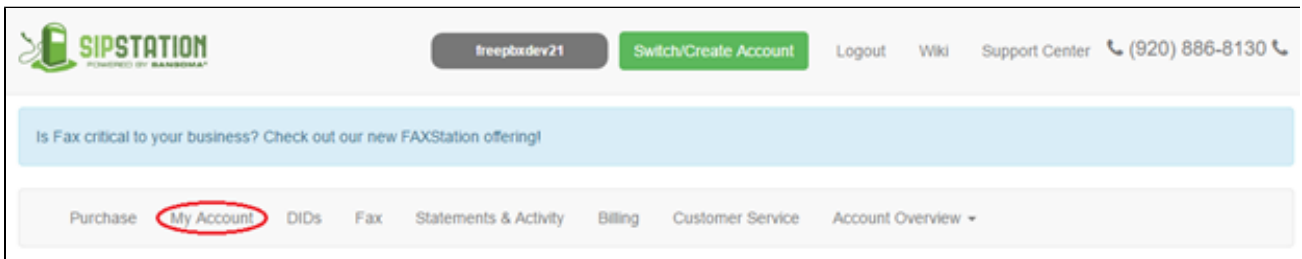 SIPSTATION
POWERED BY SANGOMA
freepbxdev21
Switch/Create Account
Logout
Wiki
Support Center
(920) 886-8130
Is Fax critical to your business? Check out our new FAXStation offering!
Purchase My Account DIDs Fax Statements & Activity Billing Customer Service Account Overview